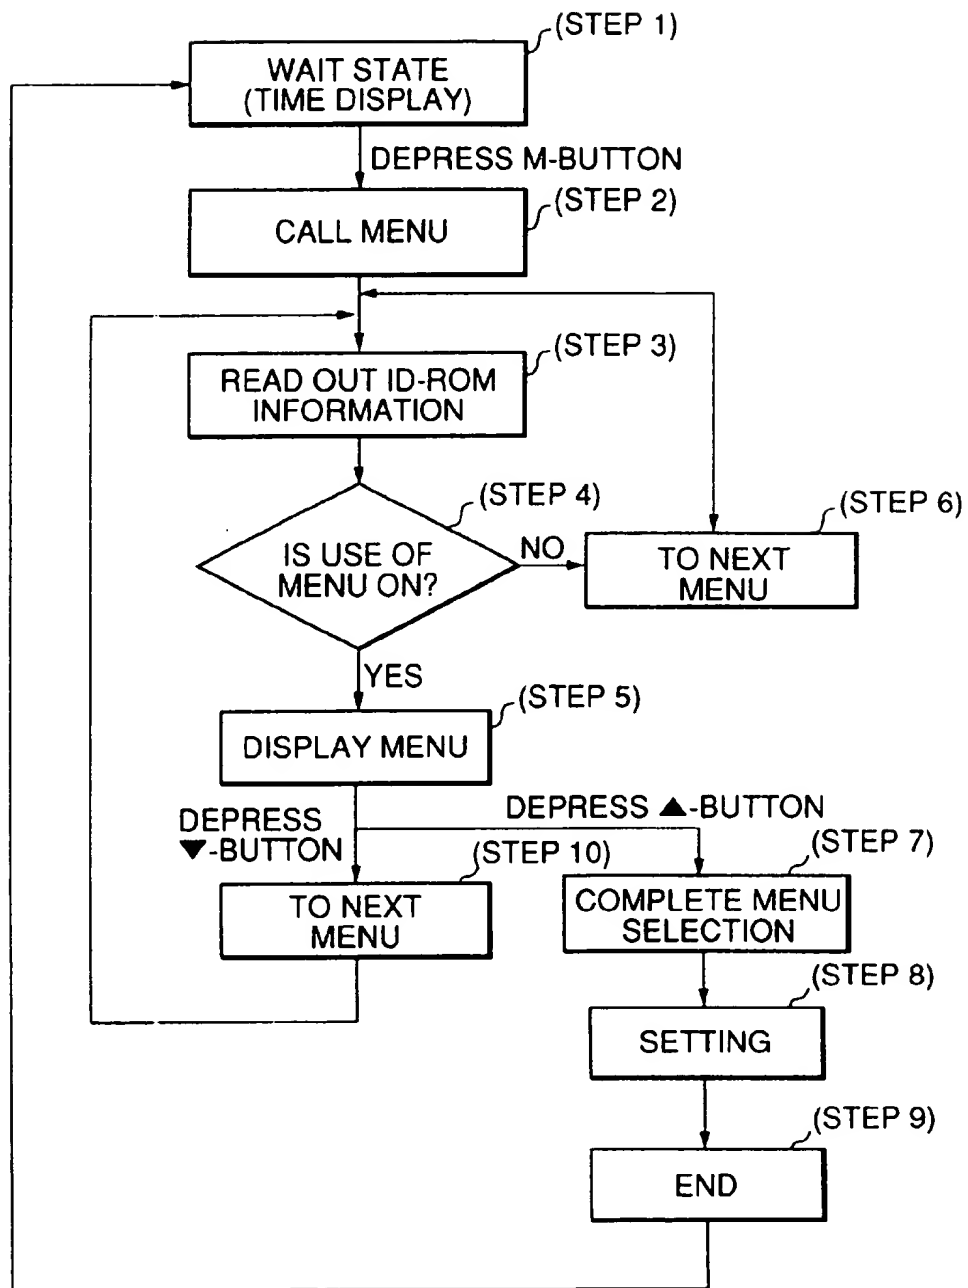 (STEP 1)
WAIT STATE
(TIME DISPLAY)
DEPRESS M-BUTTON
(STEP 2)
CALL MENU
(STEP 3)
READ OUT ID-ROM
INFORMATION
(STEP 4)
IS USE OF
MENU ON?
NO
(STEP 6)
TO NEXT
MENU
YES
(STEP 5)
DISPLAY MENU
DEPRESS
▼-BUTTON
DEPRESS ▲-BUTTON
(STEP 10)
TO NEXT
MENU
(STEP 7)
COMPLETE MENU
SELECTION
(STEP 8)
SETTING
(STEP 9)
END